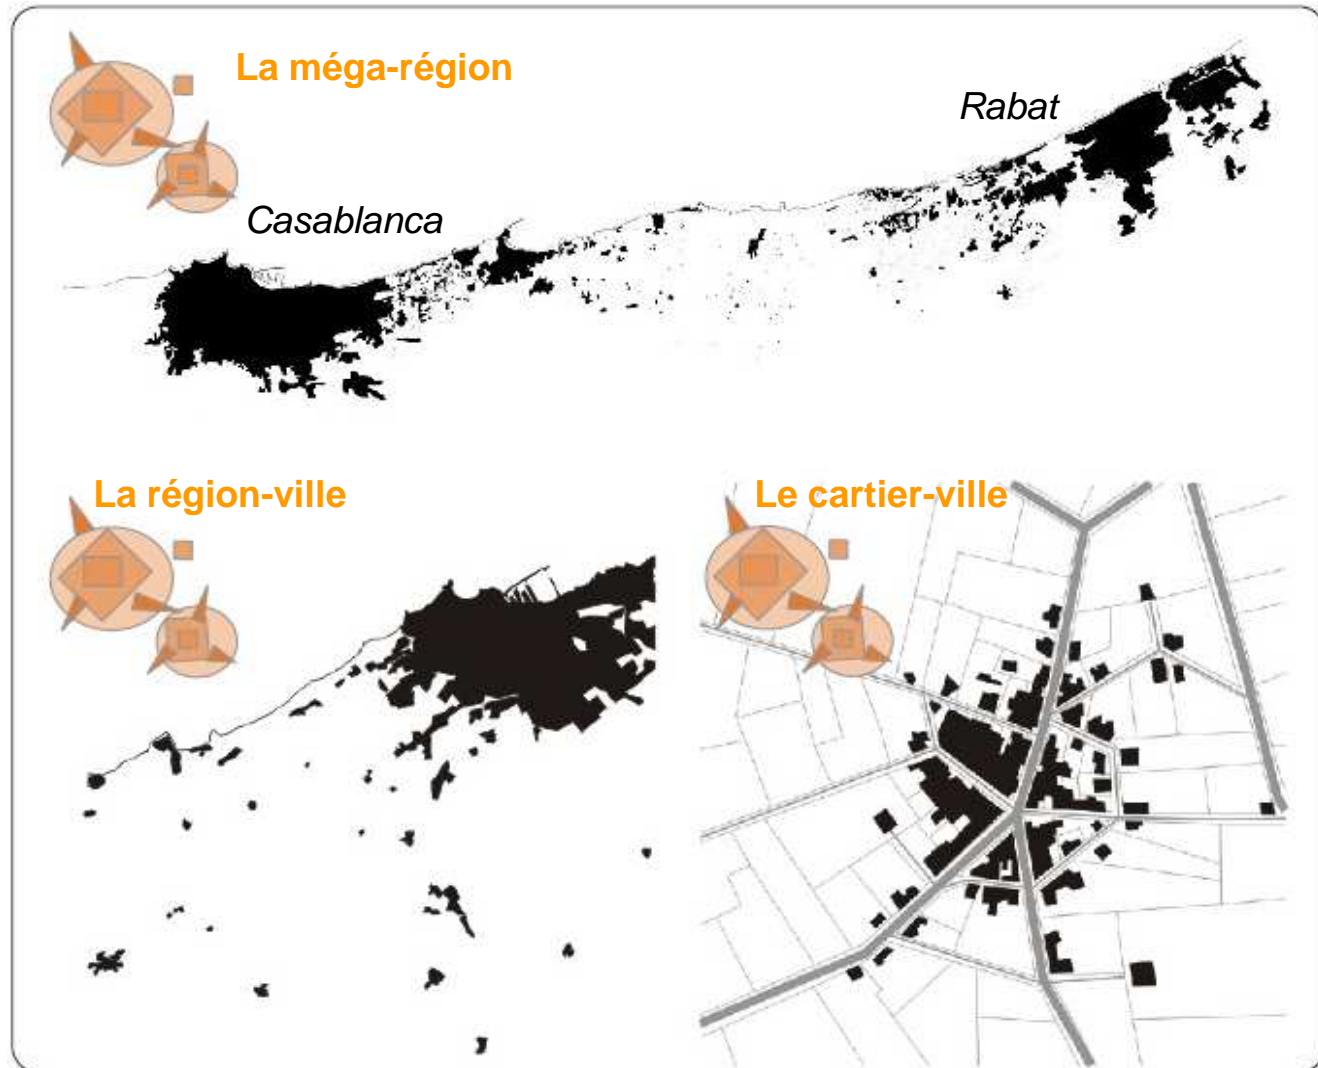 La méga-région
Rabat
Casablanca
La région-ville
Le cartier-ville